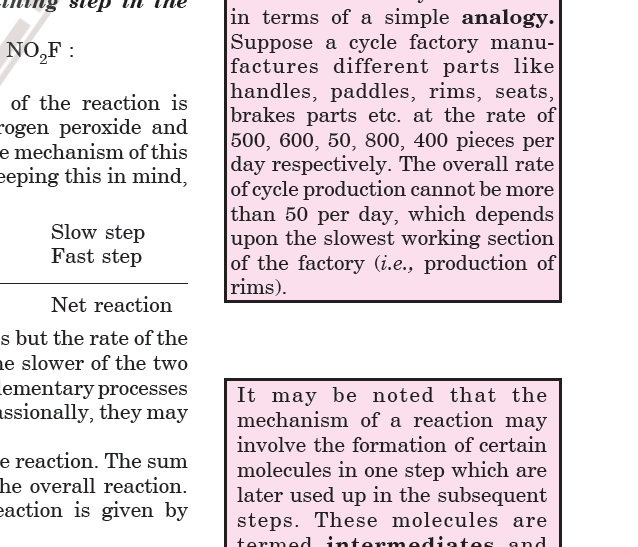 ning step in the
NO₂F :
of the reaction is
rogen peroxide and
e mechanism of this
eeping this in mind,
Slow step
Fast step
Net reaction
s but the rate of the
ne slower of the two
lementary processes
assionally, they may
e reaction. The sum
he overall reaction.
eaction is given by
in terms of a simple analogy.
Suppose a cycle factory manu-
factures different parts like
handles, paddles, rims, seats,
brakes parts etc. at the rate of
500, 600, 50, 800, 400 pieces per
day respectively. The overall rate
of cycle production cannot be more
than 50 per day, which depends
upon the slowest working section
of the factory (i.e., production of
rims).
It may be noted that the
mechanism of a reaction may
involve the formation of certain
molecules in one step which are
later used up in the subsequent
steps. These molecules are
termed intermediates and